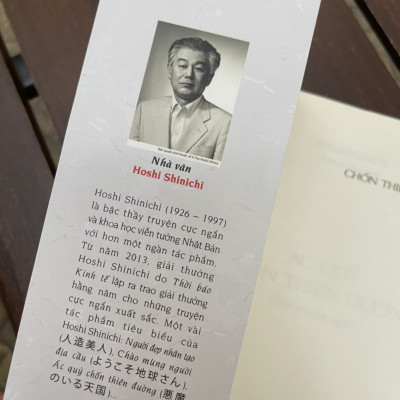 Nhà văn
Hoshi Shinichi
Hoshi Shinichi (1926 – 1997)
là bậc thầy truyện cực ngắn
và khoa học viễn tưởng Nhật Bản
với hơn một ngàn tác phẩm.
Từ năm 2013, giải thưởng
Hoshi Shinichi do Thời báo
Kinh tế lập ra trao giải thưởng
hằng năm cho những truyện
cực ngắn xuất sắc. Một vài
tác phẩm tiêu biểu của
Hoshi Shinichi: Người đẹp nhân tạo
(人造美人), Chào mừng người
địa cầu (ようこそ地球さん),
Ác quỷ chốn thiên đường (悪魔
のいる天国)...
CHỐN THI